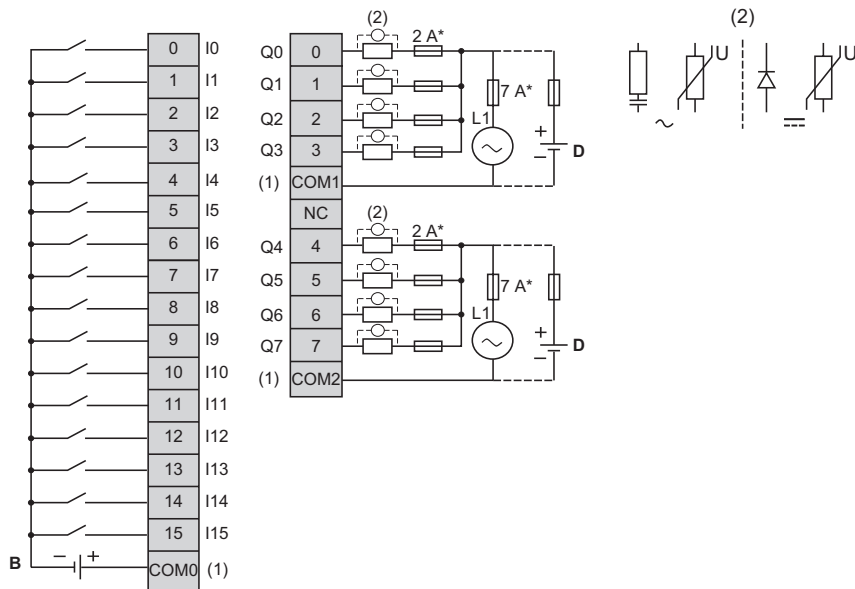 0 I0
1 I1
2 I2
3 I3
4 I4
5 I5
6 I6
7 I7
8 I8
9 I9
10 I10
11 I11
12 I12
13 I13
14 I14
15 I15
B − + COM0 (1)
(2)
Q0 0 2 A*
Q1 1 7 A*
Q2 2 L1
Q3 3 + − D
(1) COM1
NC (2)
Q4 4 2 A*
Q5 5 7 A*
Q6 6 L1
Q7 7 + − D
(1) COM2
(2)
U U